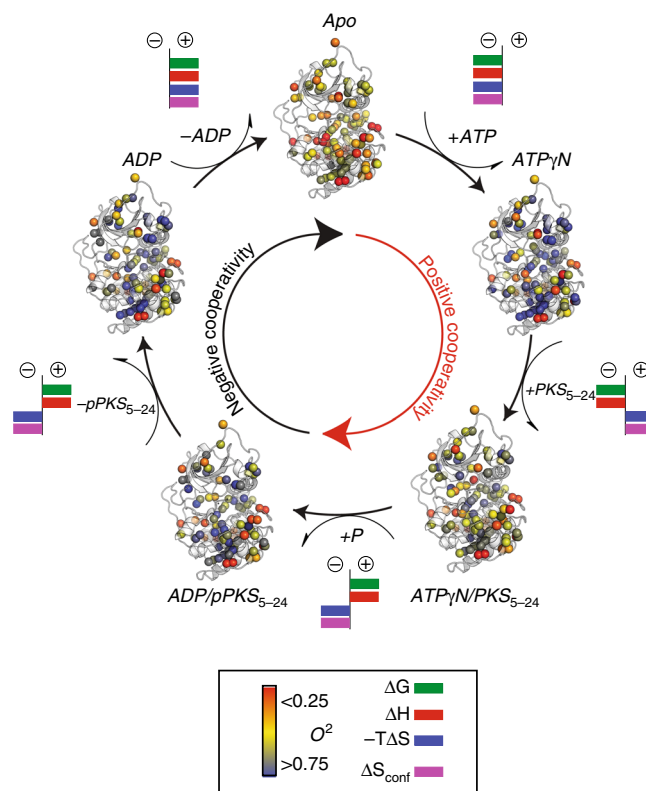 Apo
⊖ ⊕
⊖ ⊕
−ADP
+ATP
ADP
ATPγN
Negative cooperativity
Positive cooperativity
⊖ ⊕
−pPKS₅₋₂₄
⊖ ⊕
+PKS₅₋₂₄
+P
ADP/pPKS₅₋₂₄
⊖ ⊕
ATPγN/PKS₅₋₂₄
<0.25
O²
>0.75
ΔG
ΔH
−TΔS
ΔS_conf